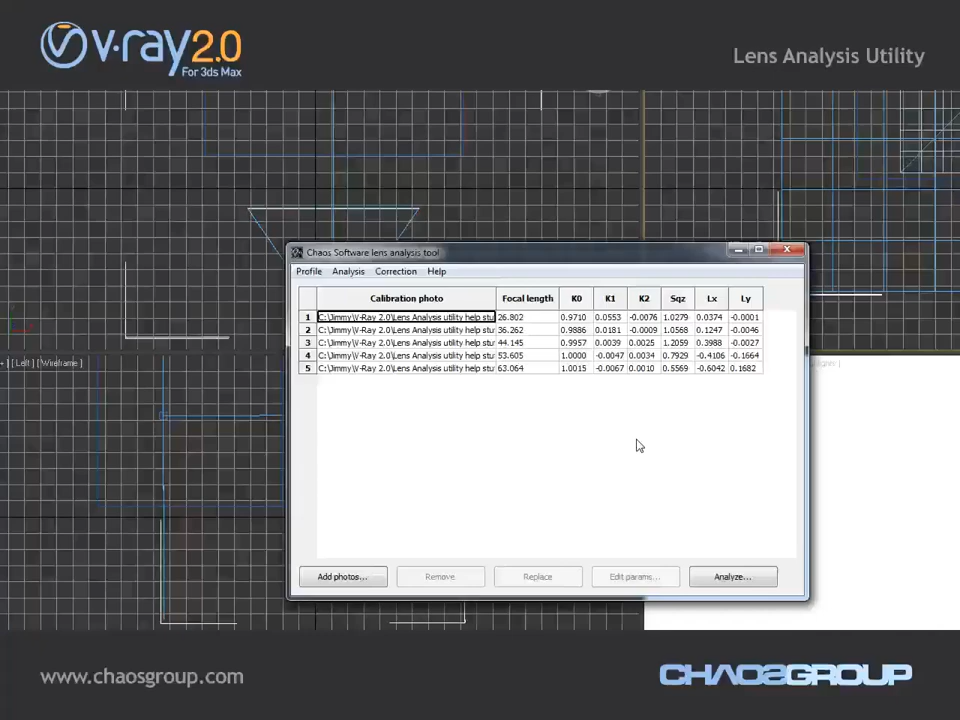 v·ray 2.0
For 3ds Max
Lens Analysis Utility
Chaos Software lens analysis tool
Profile Analysis Correction Help
Calibration photo Focal length K0 K1 K2 Sqz Lx Ly
1 C:\Jimmy\V-Ray 2.0\Lens Analysis utility help stu 26.802 0.9710 0.0553 -0.0076 1.0279 0.0374 -0.0001
2 C:\Jimmy\V-Ray 2.0\Lens Analysis utility help stu 36.262 0.9886 0.0181 -0.0009 1.0568 0.1247 -0.0046
3 C:\Jimmy\V-Ray 2.0\Lens Analysis utility help stu 44.145 0.9957 0.0039 0.0025 1.2059 0.3988 -0.0027
4 C:\Jimmy\V-Ray 2.0\Lens Analysis utility help stu 53.605 1.0000 -0.0047 0.0034 0.7929 -0.4106 -0.1664
5 C:\Jimmy\V-Ray 2.0\Lens Analysis utility help stu 63.064 1.0015 -0.0067 0.0010 0.5569 -0.6042 0.1682
[ Left ] [ Wireframe ]
Add photos... Remove Replace Edit params... Analyze...
www.chaosgroup.com
CHAOSGROUP